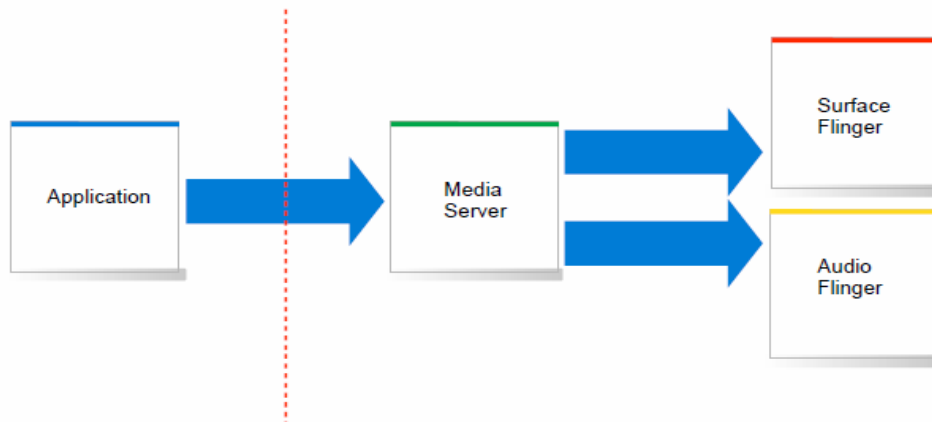 Application
Media
Server
Surface
Flinger
Audio
Flinger